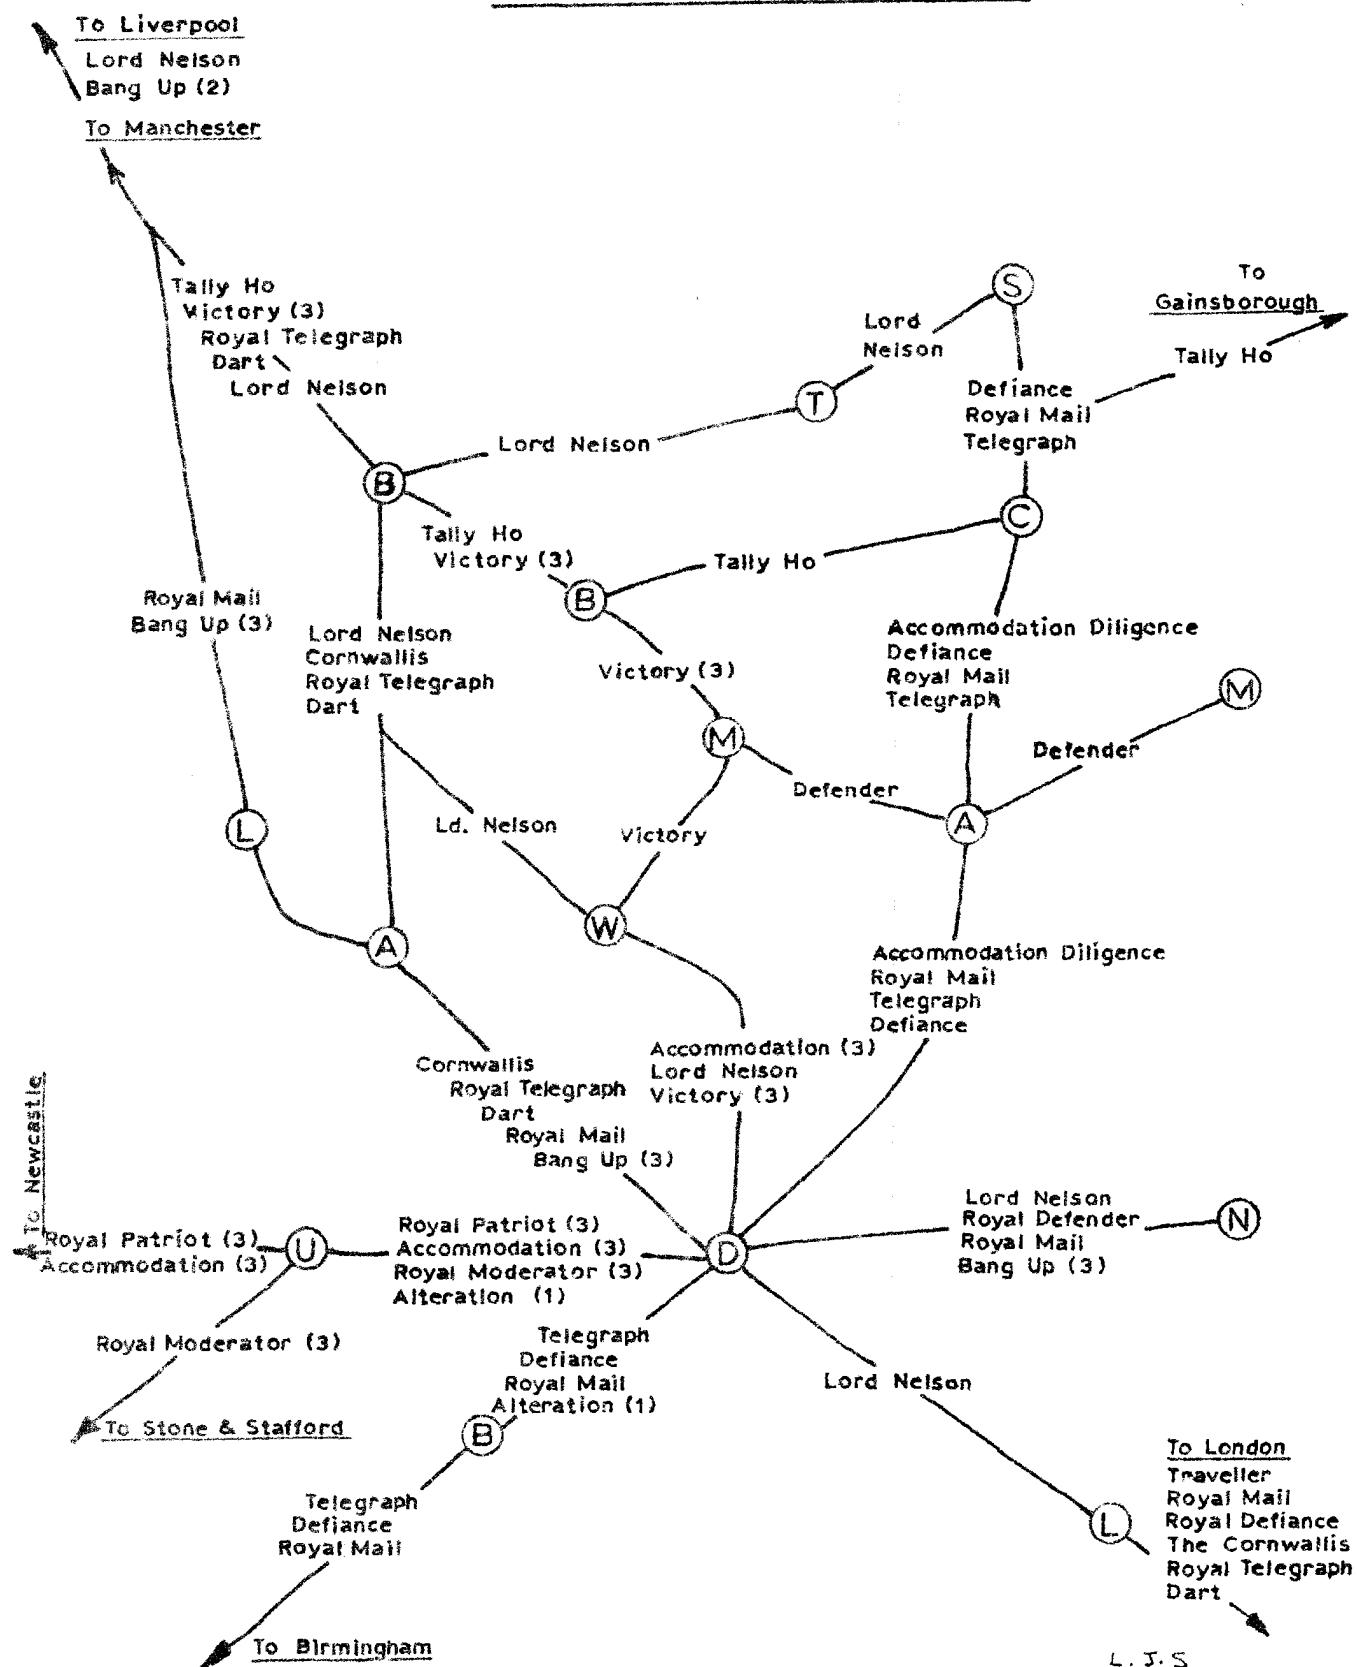 To Liverpool
Lord Nelson
Bang Up (2)
To Manchester
Tally Ho
Victory (3)
Royal Telegraph
Dart
Lord Nelson
S
To
Gainsborough
Tally Ho
Lord
Nelson
T
Defiance
Royal Mail
Telegraph
Lord Nelson
B
C
Tally Ho
Victory (3)
Tally Ho
B
Royal Mail
Bang Up (3)
Lord Nelson
Cornwallis
Royal Telegraph
Dart
Victory (3)
Accommodation Diligence
Defiance
Royal Mail
Telegraph
M
M
Defender
Defender
A
L
Ld. Nelson
Victory
W
A
Accommodation Diligence
Royal Mail
Telegraph
Defiance
Cornwallis
Royal Telegraph
Dart
Royal Mail
Bang Up (3)
Accommodation (3)
Lord Nelson
Victory (3)
To Newcastle
Royal Patriot (3)
Accommodation (3)
U
Royal Patriot (3)
Accommodation (3)
Royal Moderator (3)
Alteration (1)
D
Lord Nelson
Royal Defender
Royal Mail
Bang Up (3)
N
Royal Moderator (3)
To Stone & Stafford
Telegraph
Defiance
Royal Mail
Alteration (1)
B
Lord Nelson
Telegraph
Defiance
Royal Mail
To Birmingham
L
To London
Traveller
Royal Mail
Royal Defiance
The Cornwallis
Royal Telegraph
Dart
L. J. S